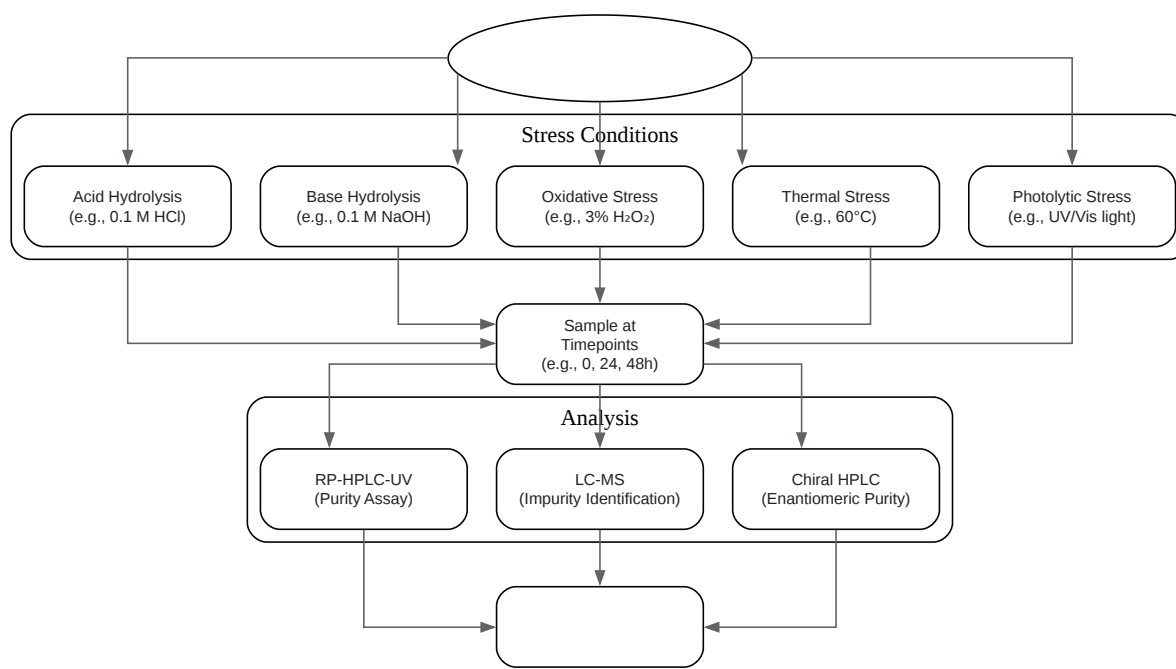 Stress Conditions
Acid Hydrolysis
(e.g., 0.1 M HCl)
Base Hydrolysis
(e.g., 0.1 M NaOH)
Oxidative Stress
(e.g., 3% H₂O₂)
Thermal Stress
(e.g., 60°C)
Photolytic Stress
(e.g., UV/Vis light)
Sample at
Timepoints
(e.g., 0, 24, 48h)
Analysis
RP-HPLC-UV
(Purity Assay)
LC-MS
(Impurity Identification)
Chiral HPLC
(Enantiomeric Purity)